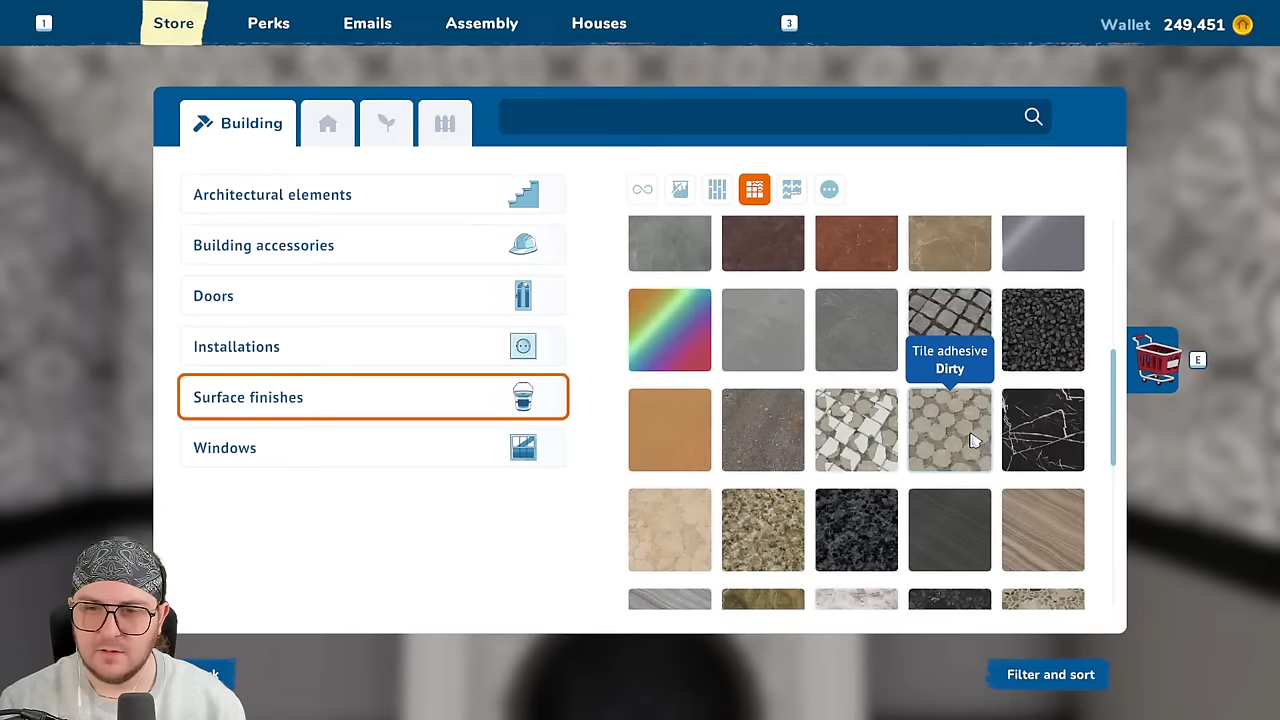 1
Store
Perks
Emails
Assembly
Houses
3
Wallet 249,451
Building
Architectural elements
Building accessories
Doors
Installations
Surface finishes
Windows
Tile adhesive
Dirty
E
Filter and sort